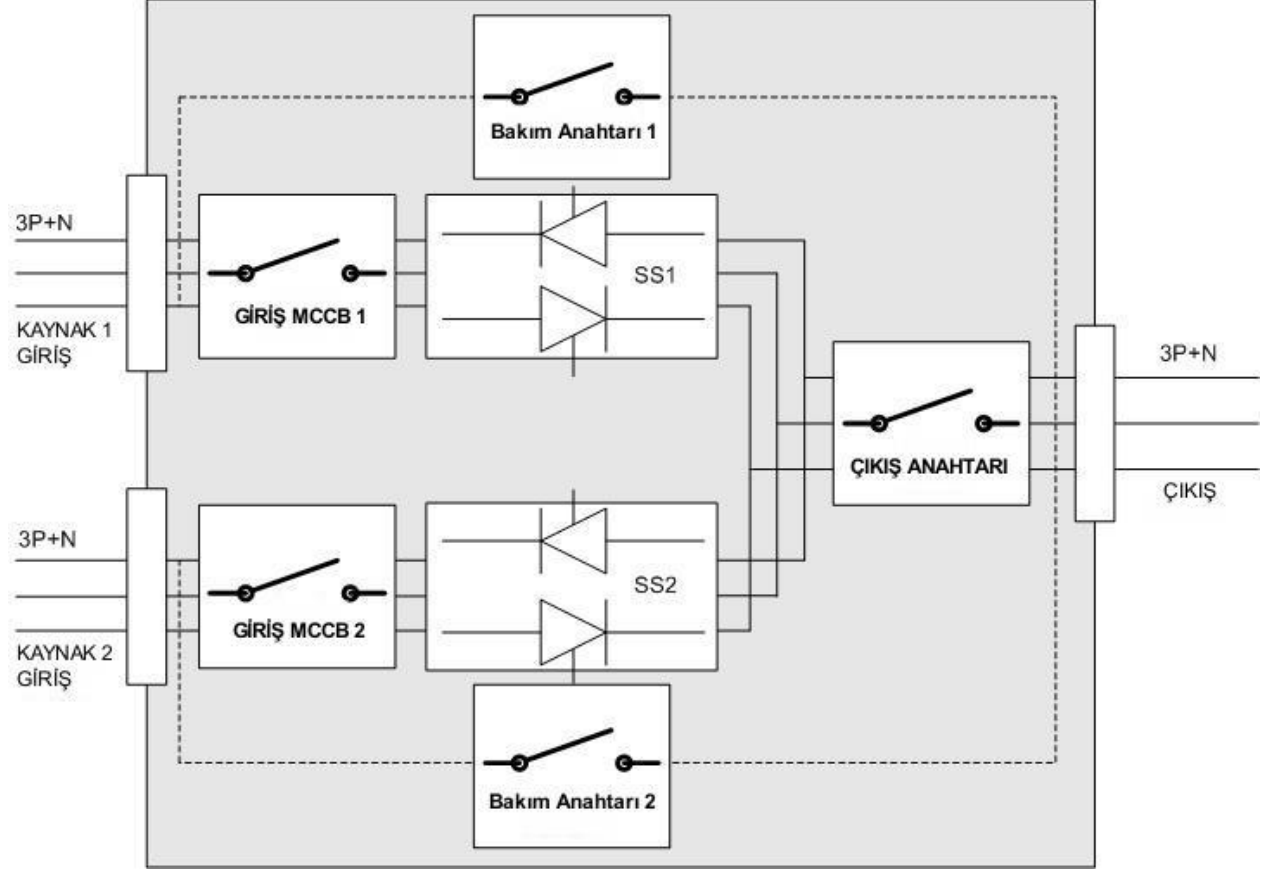 Bakım Anahtarı 1
3P+N
GİRİŞ MCCB 1
SS1
KAYNAK 1
GİRİŞ
3P+N
ÇIKIŞ ANAHTARI
ÇIKIŞ
3P+N
GİRİŞ MCCB 2
SS2
KAYNAK 2
GİRİŞ
Bakım Anahtarı 2